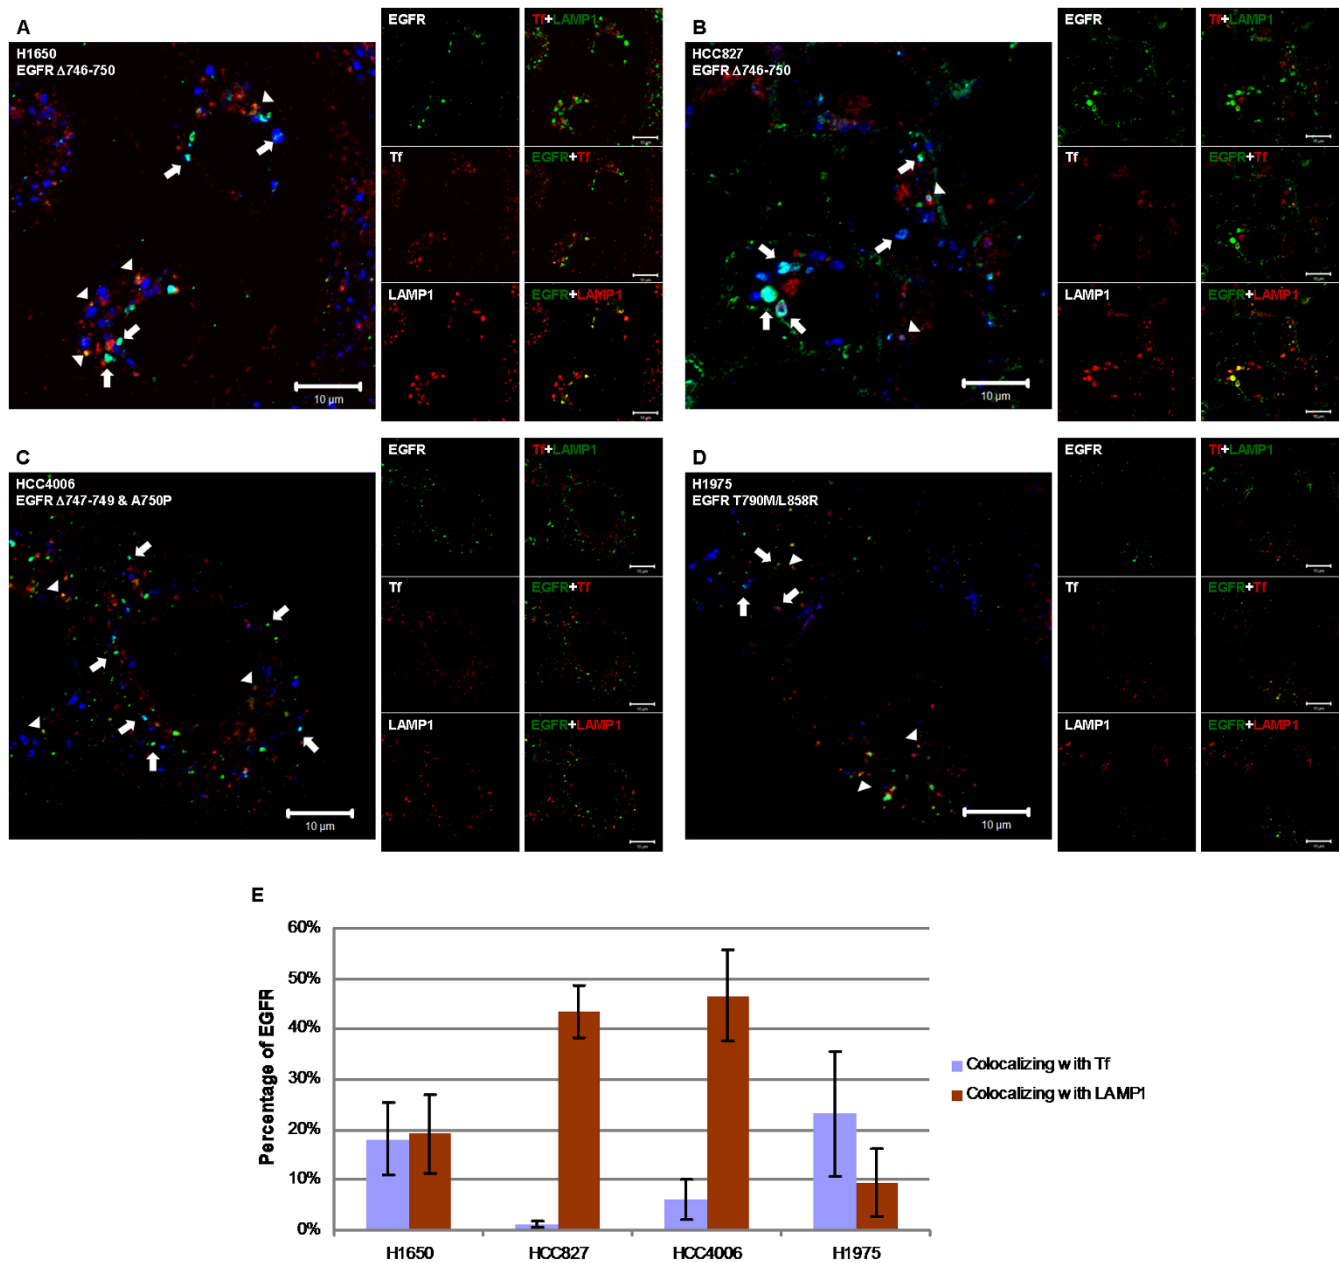 A
H1650
EGFR Δ746-750
10 µm
EGFR
Tf+LAMP1
Tf
EGFR+Tf
LAMP1
EGFR+LAMP1
B
HCC827
EGFR Δ746-750
10 µm
EGFR
Tf+LAMP1
Tf
EGFR+Tf
LAMP1
EGFR+LAMP1
C
HCC4006
EGFR Δ747-749 & A750P
10 µm
EGFR
Tf+LAMP1
Tf
EGFR+Tf
LAMP1
EGFR+LAMP1
D
H1975
EGFR T790M/L858R
10 µm
EGFR
Tf+LAMP1
Tf
EGFR+Tf
LAMP1
EGFR+LAMP1
E
Percentage of EGFR
60%
50%
40%
30%
20%
10%
0%
H1650
HCC827
HCC4006
H1975
Colocalizing with Tf
Colocalizing with LAMP1